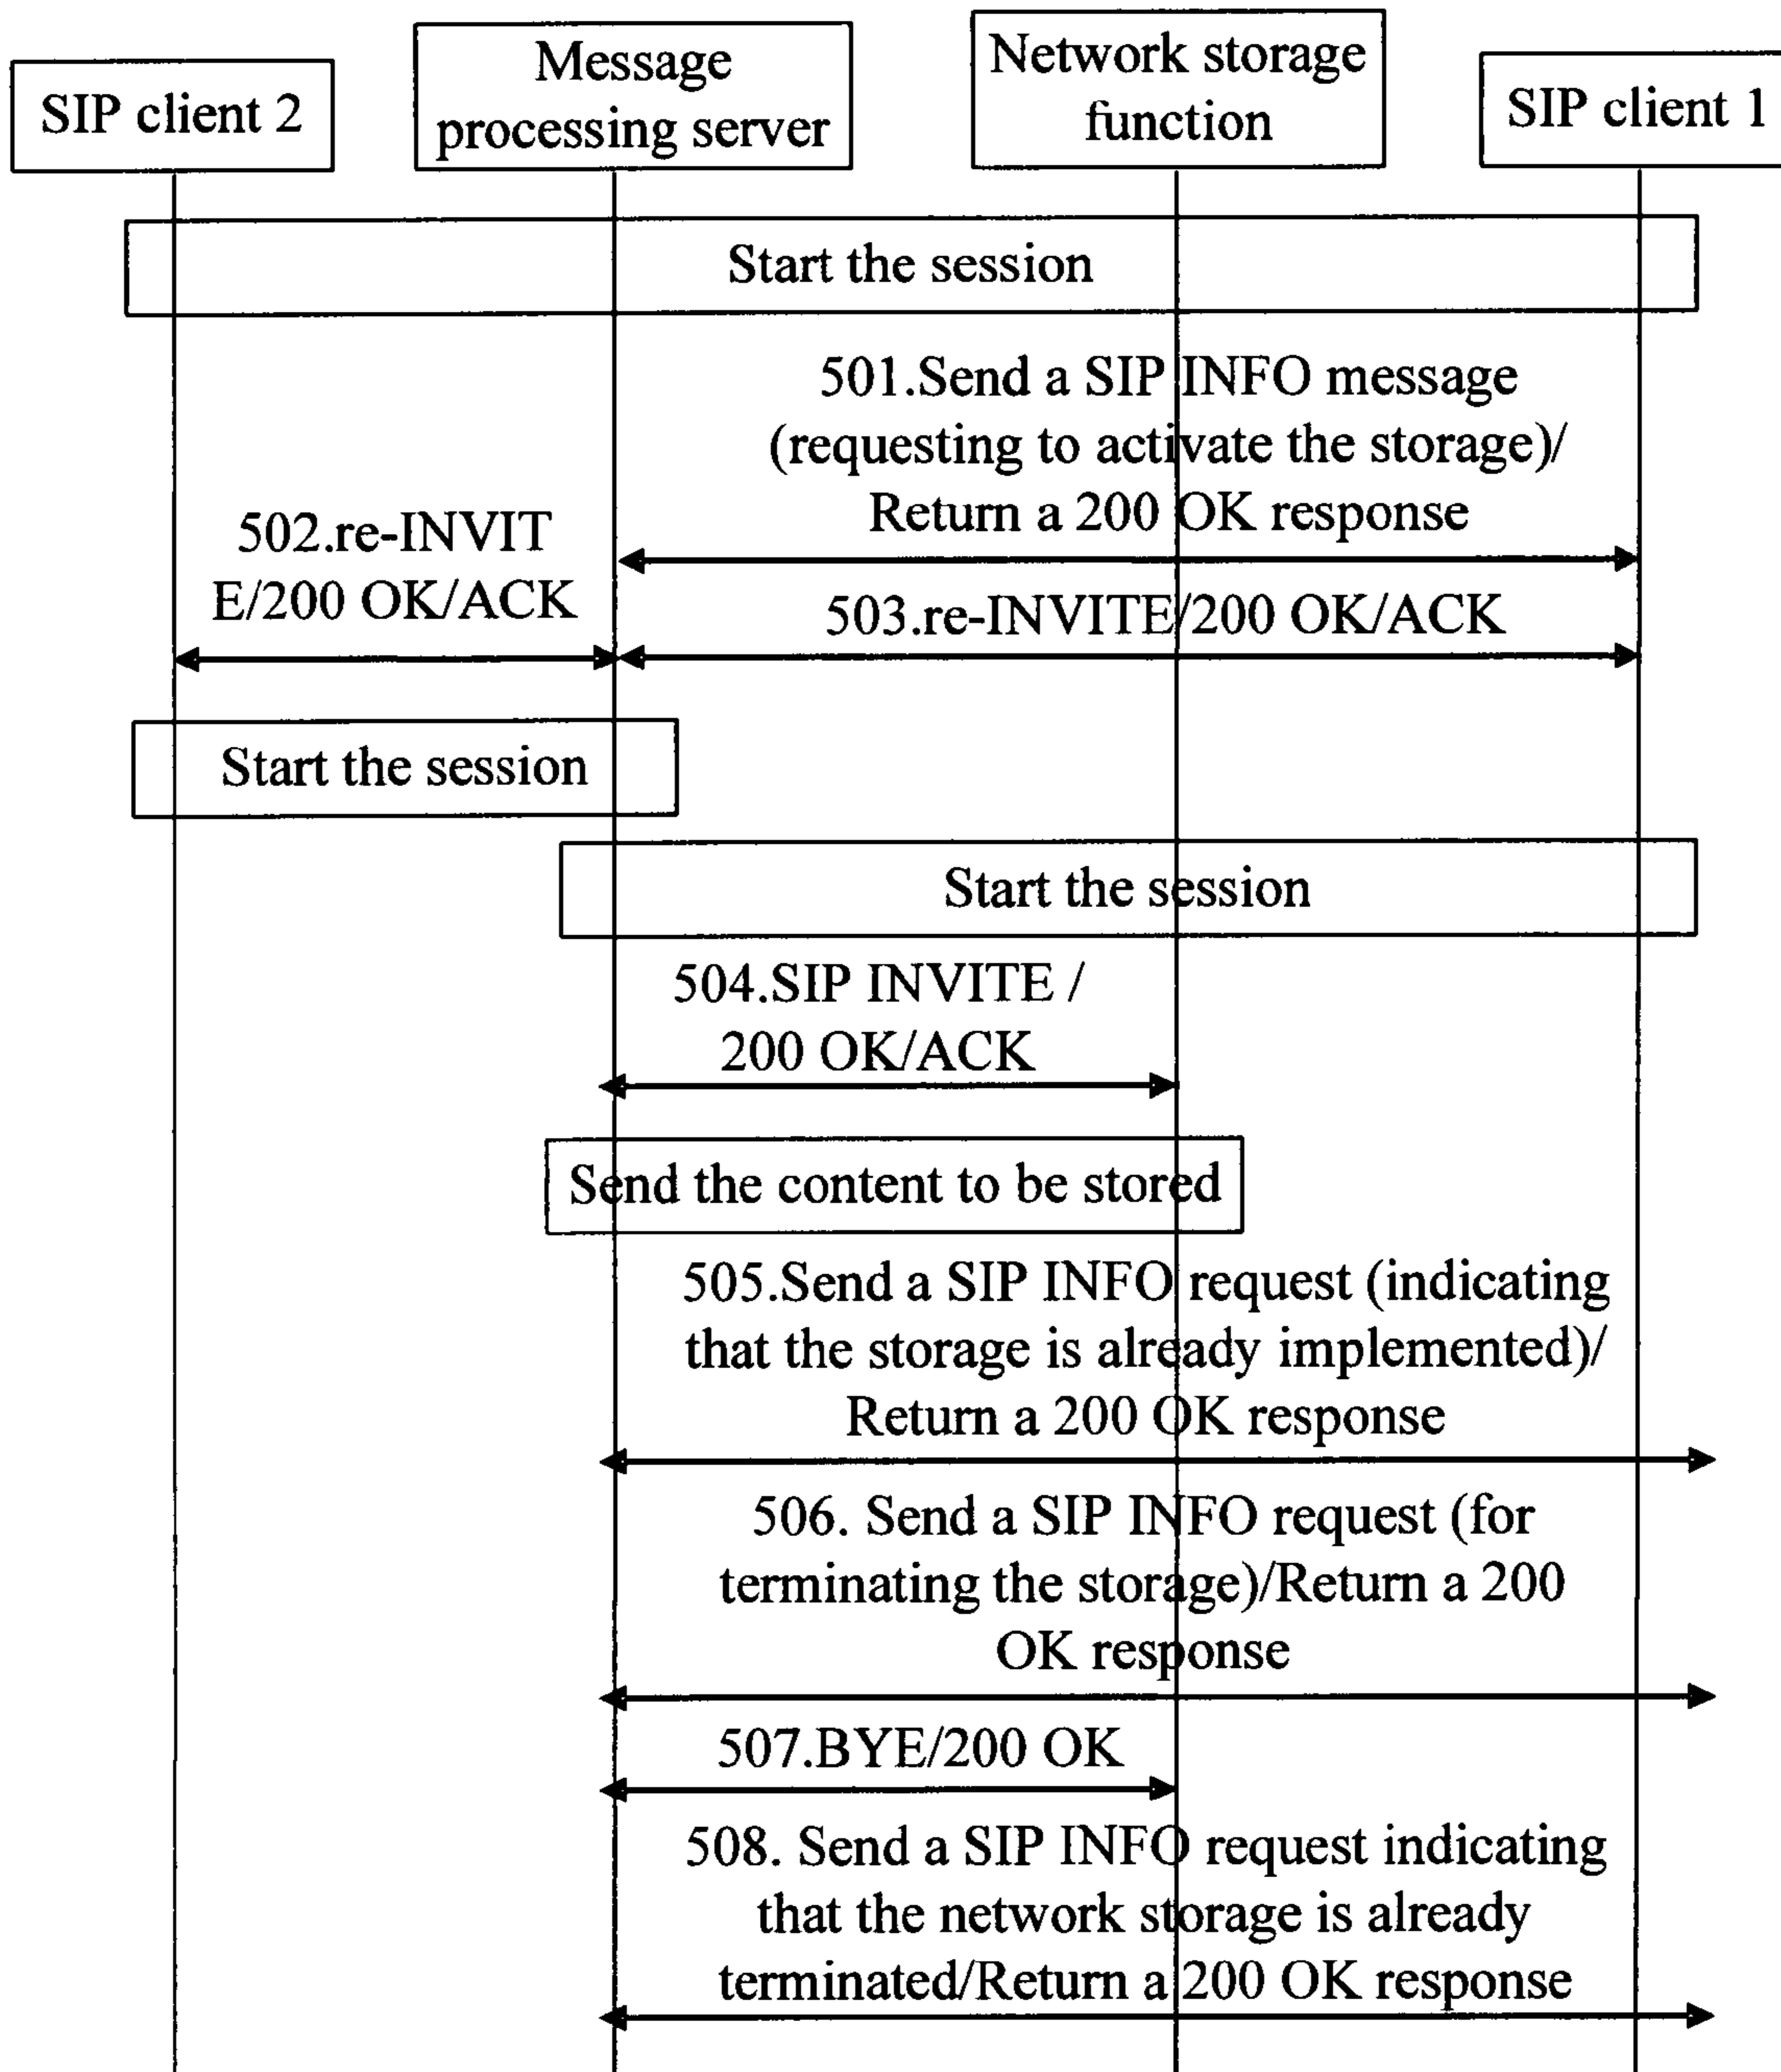 SIP client 2
Message
processing server
Network storage
function
SIP client 1
Start the session
501.Send a SIP INFO message
(requesting to activate the storage)/
Return a 200 OK response
502.re-INVIT
E/200 OK/ACK
503.re-INVITE/200 OK/ACK
Start the session
Start the session
504.SIP INVITE /
200 OK/ACK
Send the content to be stored
505.Send a SIP INFO request (indicating
that the storage is already implemented)/
Return a 200 OK response
506. Send a SIP INFO request (for
terminating the storage)/Return a 200
OK response
507.BYE/200 OK
508. Send a SIP INFO request indicating
that the network storage is already
terminated/Return a 200 OK response